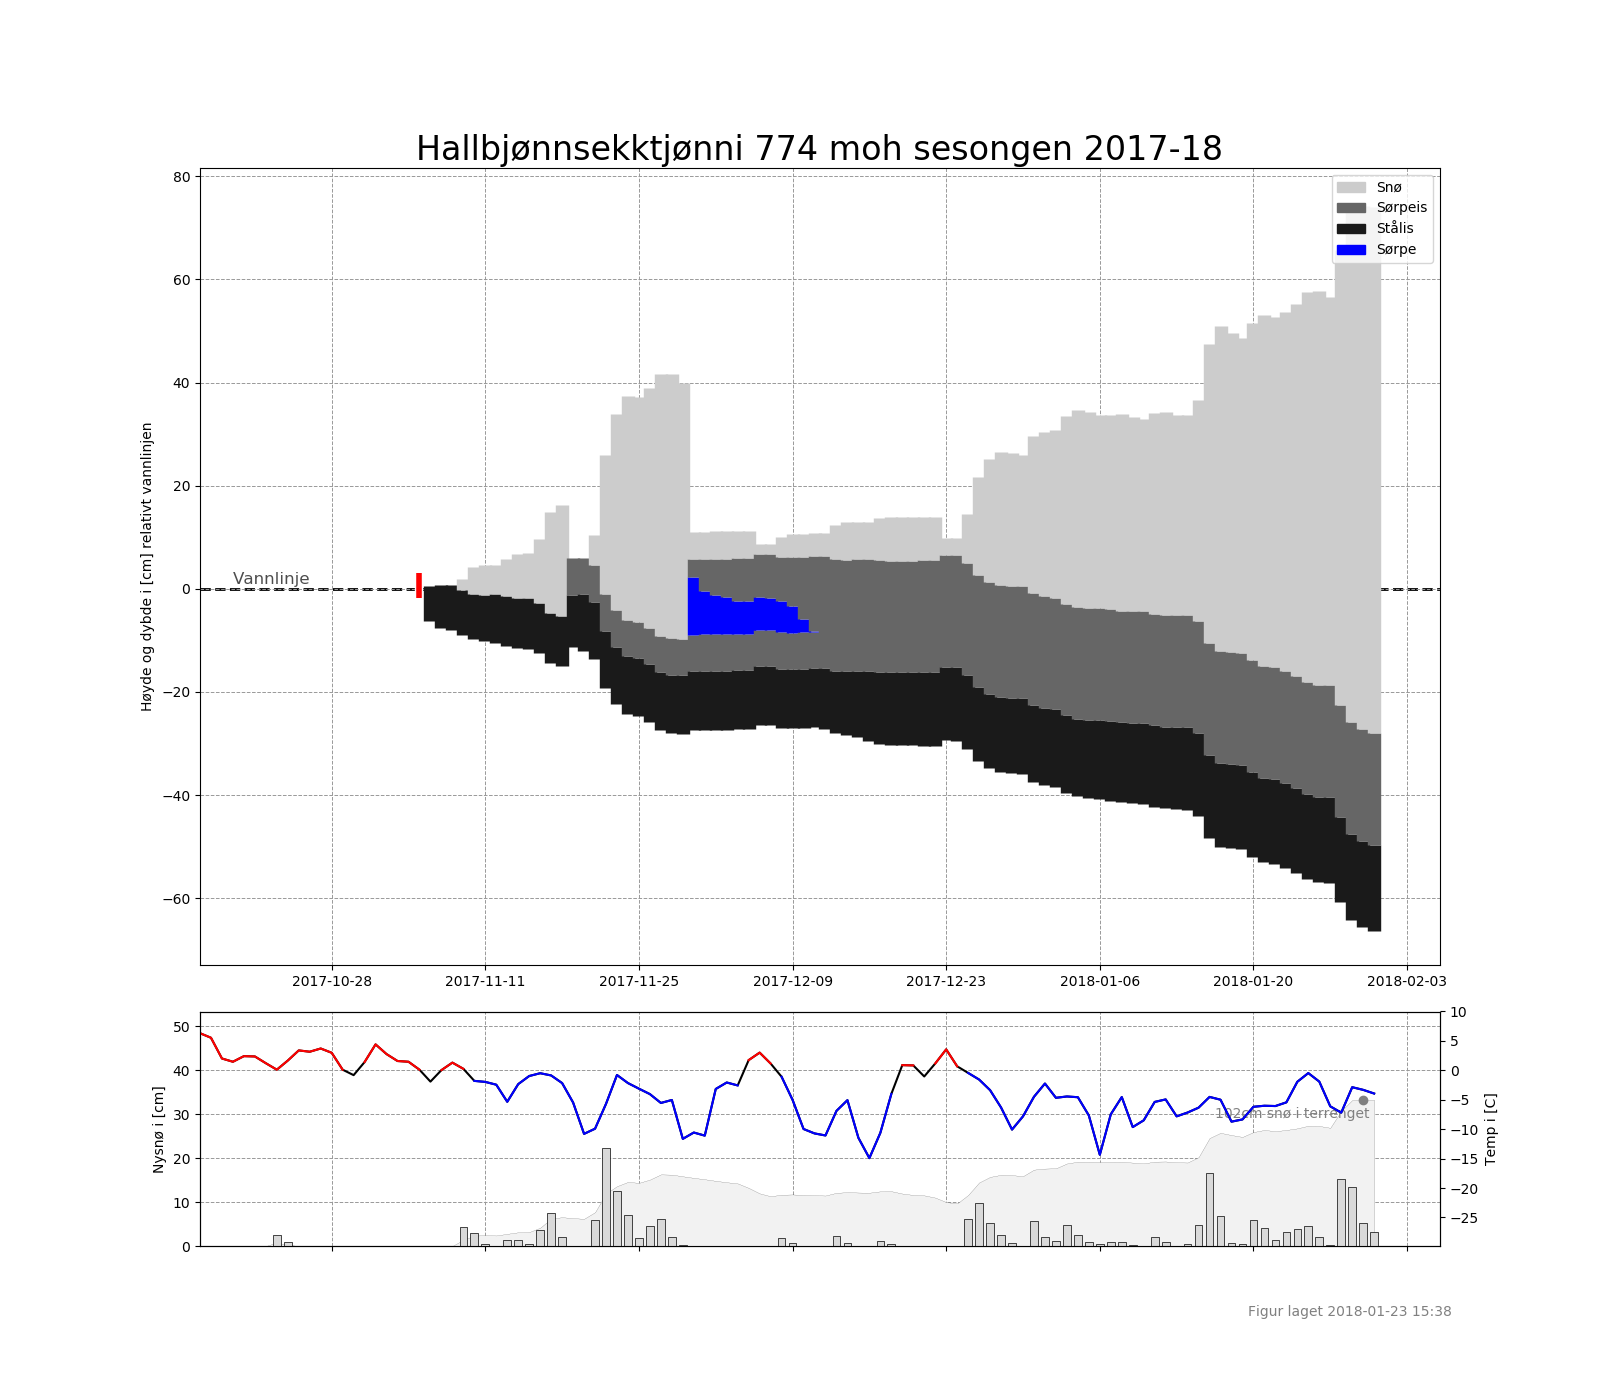 Hallbjønnsekktjønni 774 moh sesongen 2017-18
Høyde og dybde i [cm] relativt vannlinjen
80
60
40
20
0
−20
−40
−60
Vannlinje
Snø
Sørpeis
Stålis
Sørpe
2017-10-28 2017-11-11 2017-11-25 2017-12-09 2017-12-23 2018-01-06 2018-01-20 2018-02-03
Nysnø i [cm]
50
40
30
20
10
0
102cm snø i terrenget
10
5
0
−5
−10
−15
−20
−25
Temp i [C]
Figur laget 2018-01-23 15:38